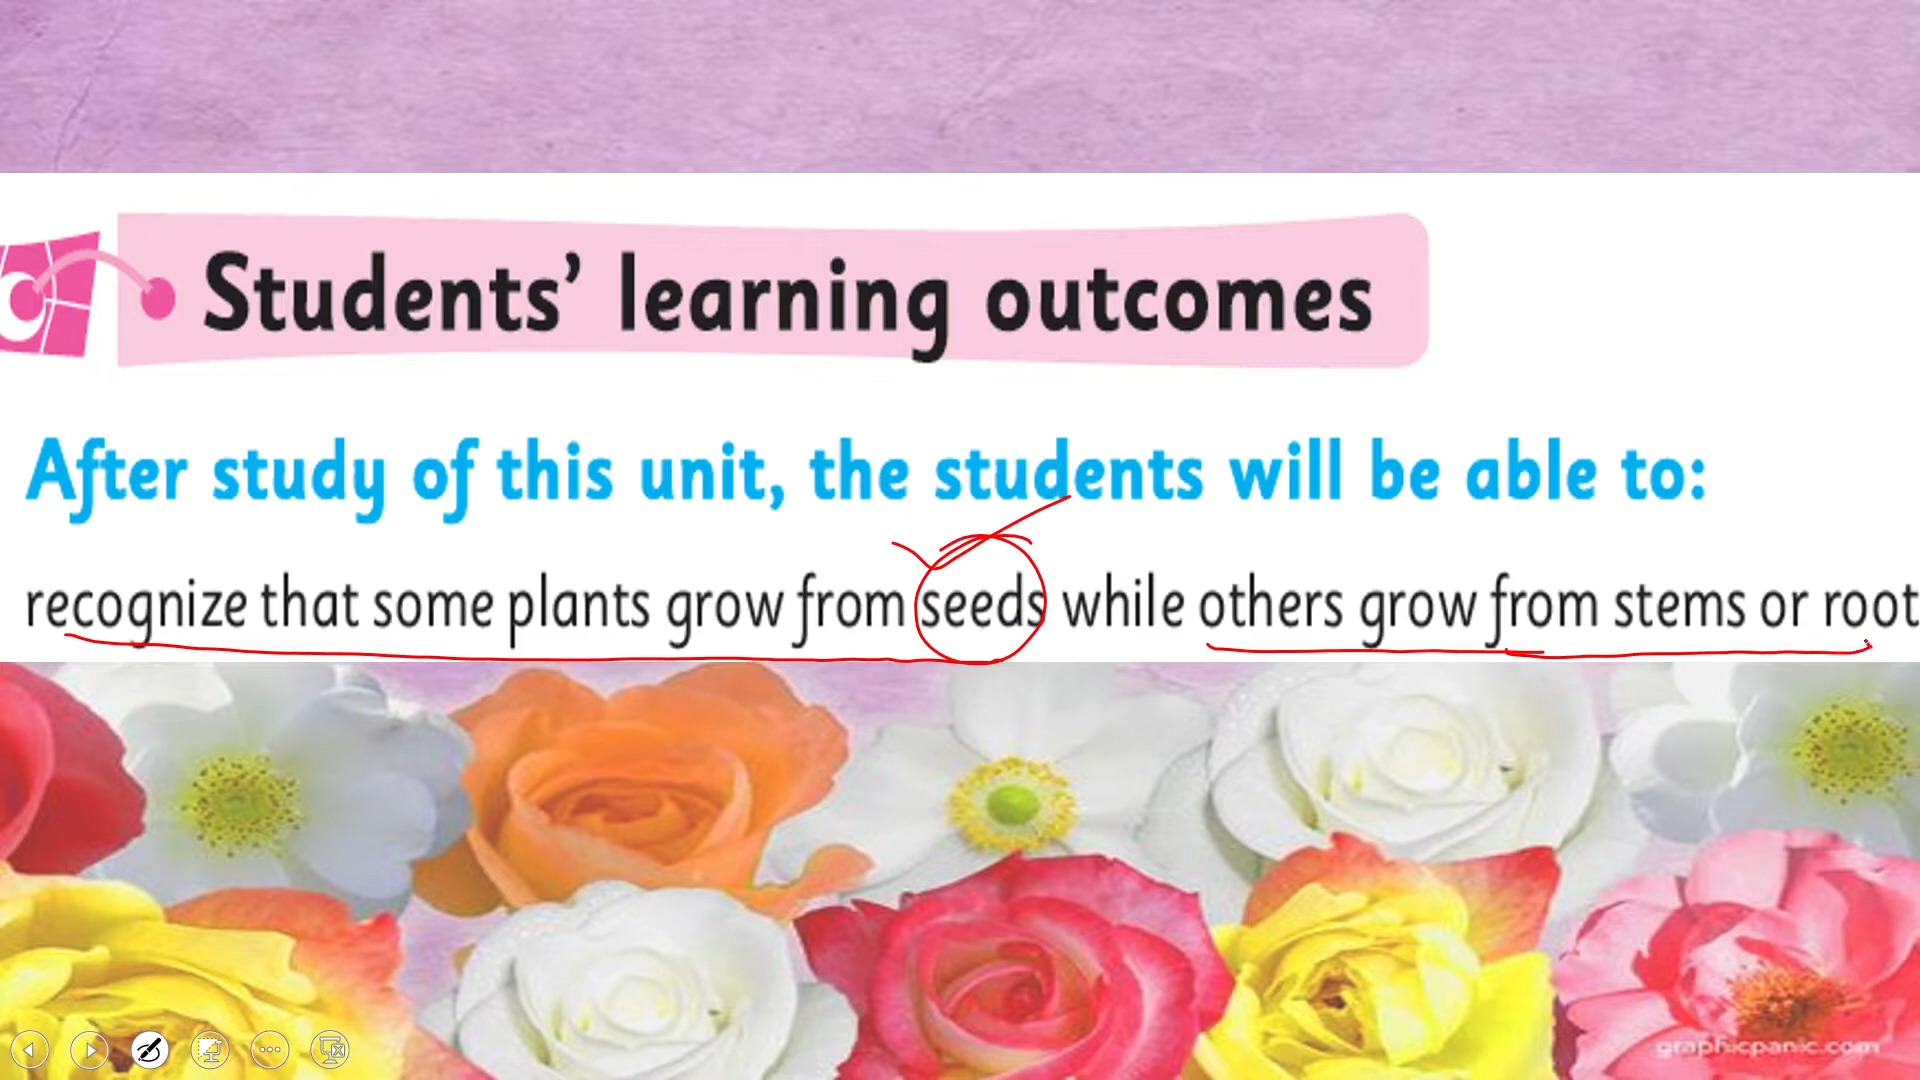 Students’ learning outcomes
After study of this unit, the students will be able to:
recognize that some plants grow from seeds while others grow from stems or root
graphicpanic.com